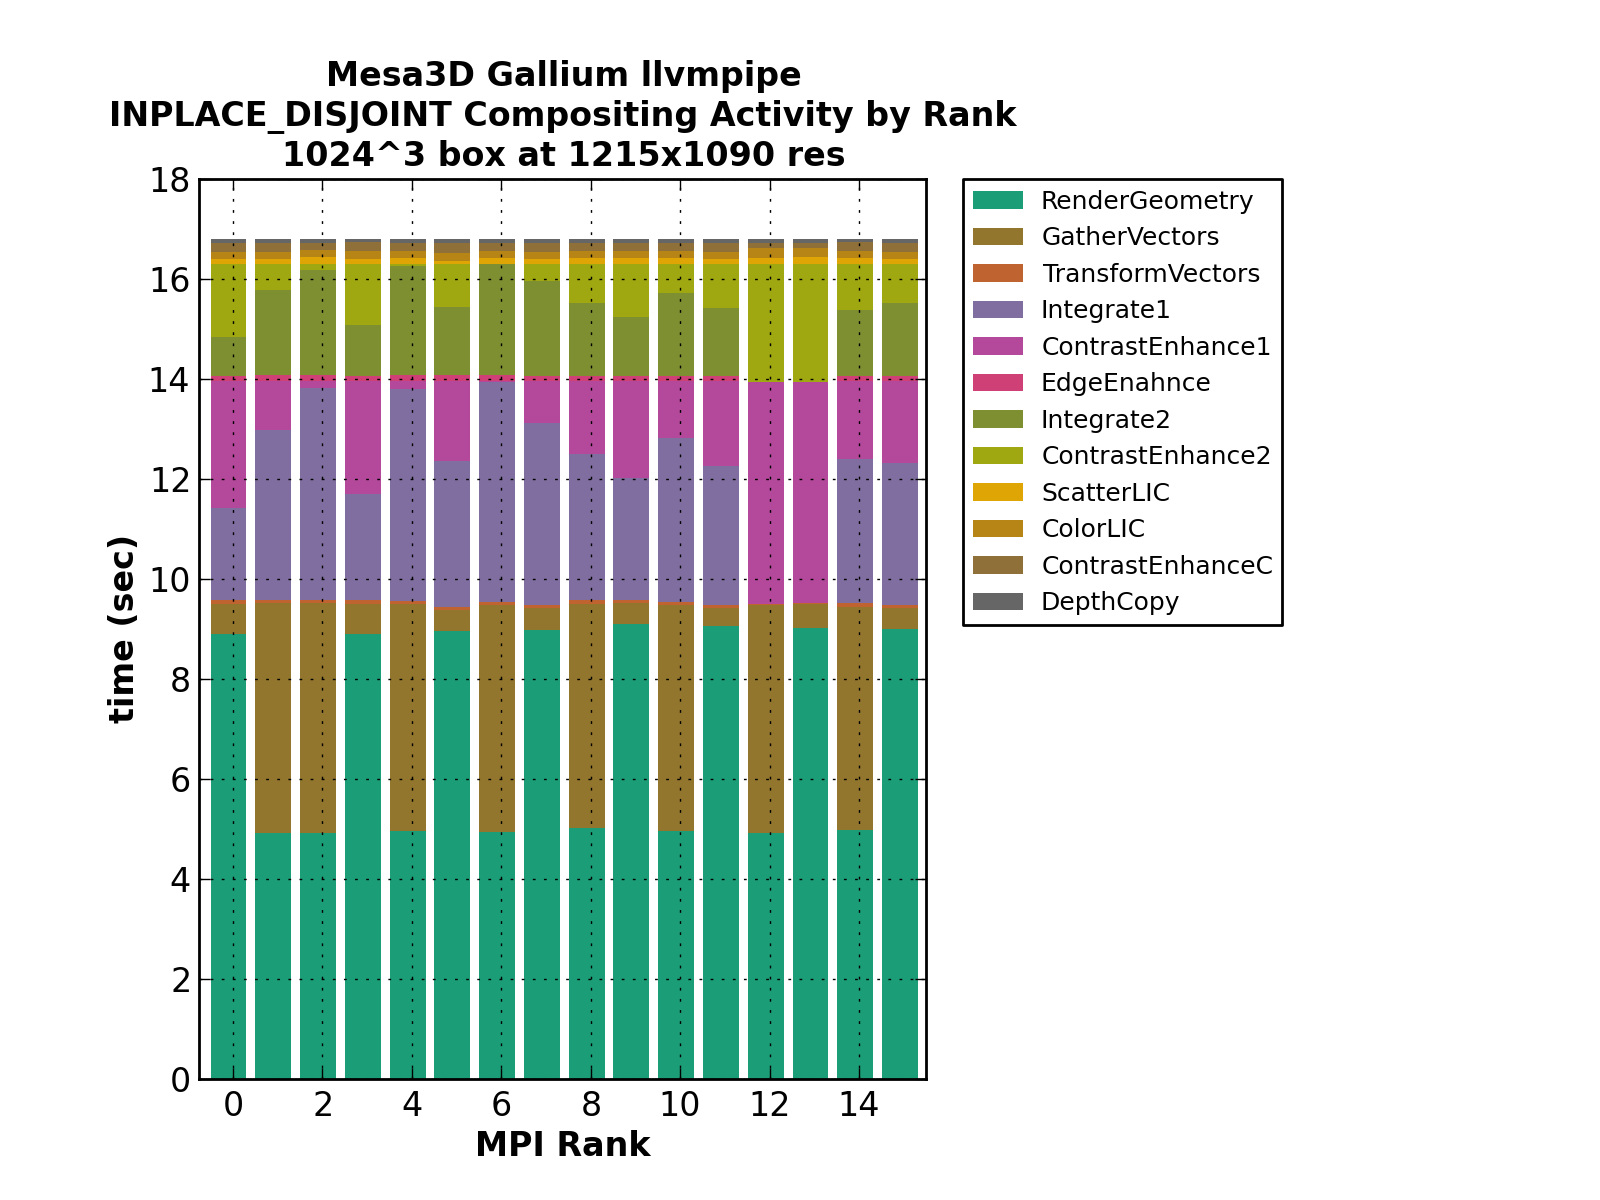 Mesa3D Gallium llvmpipe
INPLACE_DISJOINT Compositing Activity by Rank
1024^3 box at 1215x1090 res
18
16
14
12
10
8
6
4
2
0
time (sec)
0 2 4 6 8 10 12 14
MPI Rank
RenderGeometry
GatherVectors
TransformVectors
Integrate1
ContrastEnhance1
EdgeEnahnce
Integrate2
ContrastEnhance2
ScatterLIC
ColorLIC
ContrastEnhanceC
DepthCopy